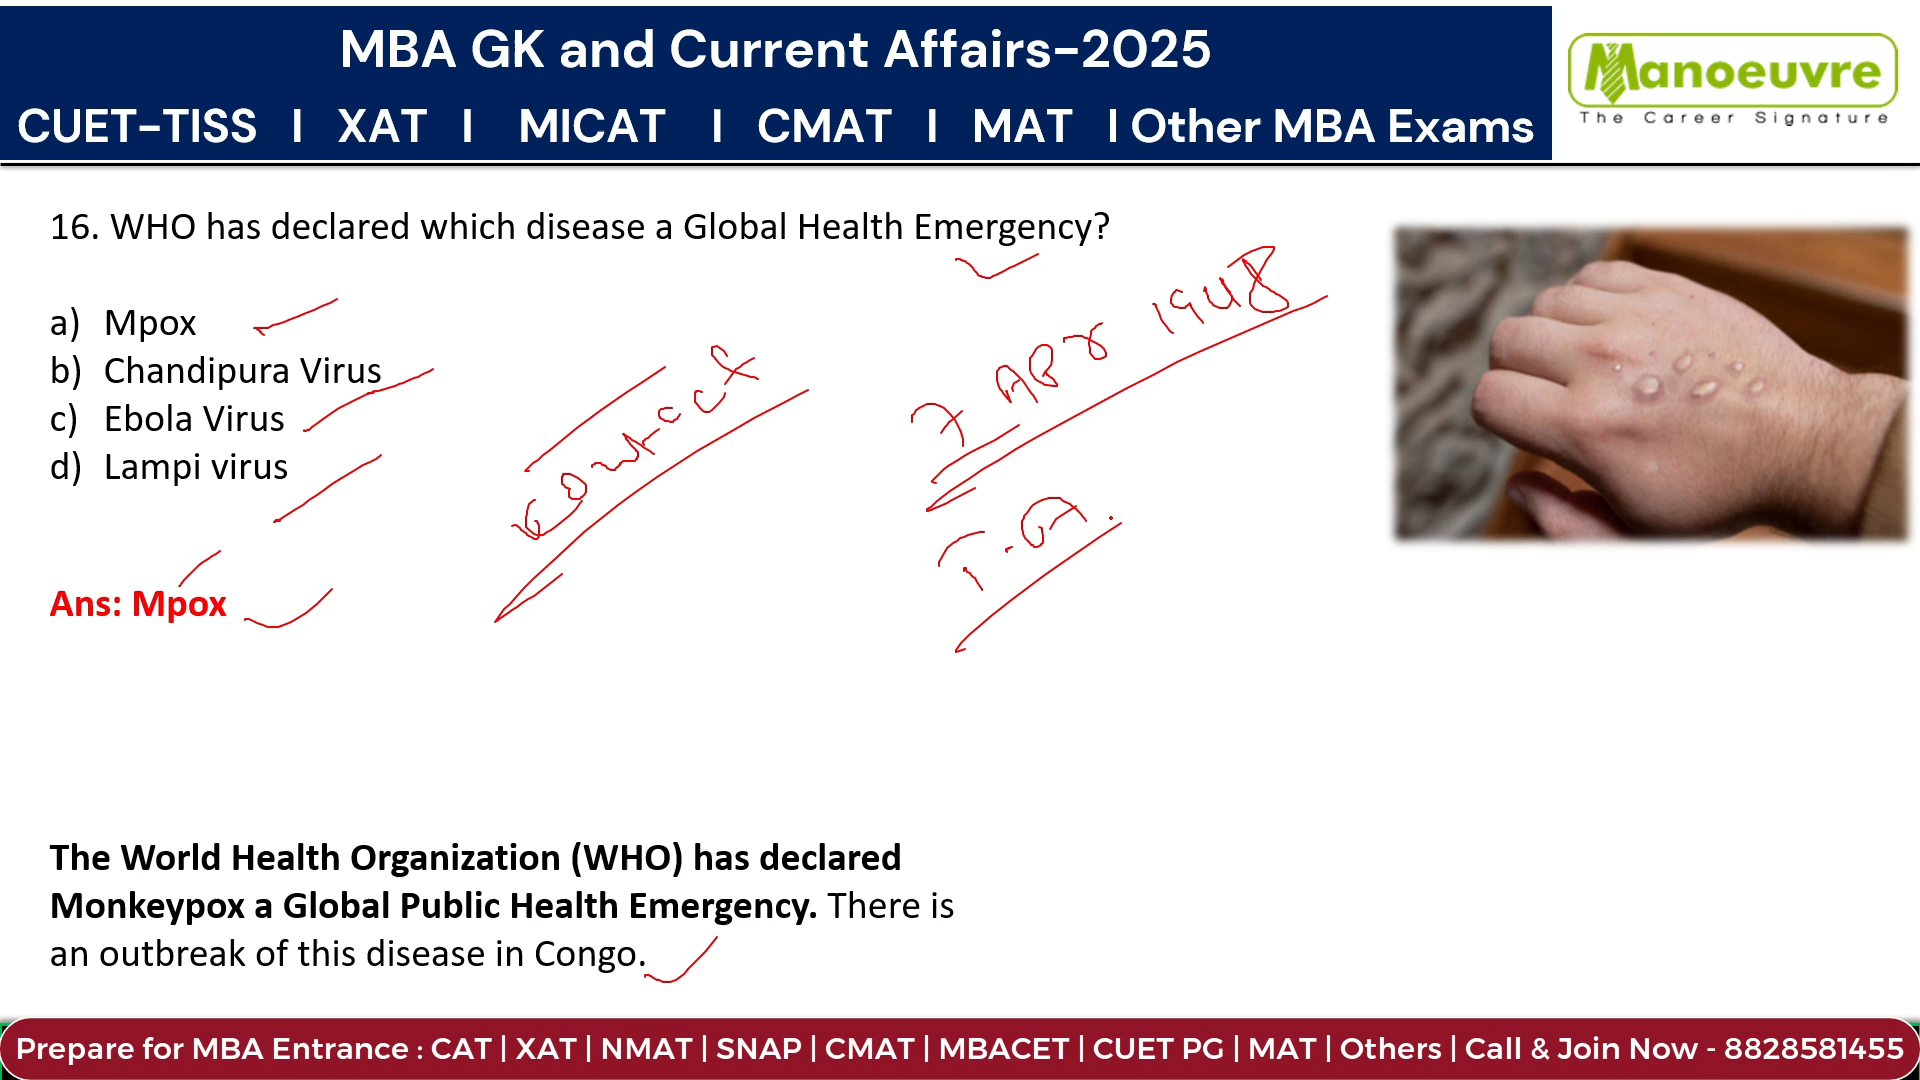 MBA GK and Current Affairs-2025
CUET-TISS I XAT I MICAT I CMAT I MAT I Other MBA Exams
Manoeuvre
The Career Signature
16. WHO has declared which disease a Global Health Emergency?
a) Mpox
b) Chandipura Virus
c) Ebola Virus
d) Lampi virus
contact
7 Apr 1948
T.A.
Ans: Mpox
The World Health Organization (WHO) has declared
Monkeypox a Global Public Health Emergency. There is
an outbreak of this disease in Congo.
Prepare for MBA Entrance : CAT | XAT | NMAT | SNAP | CMAT | MBACET | CUET PG | MAT | Others | Call & Join Now - 8828581455